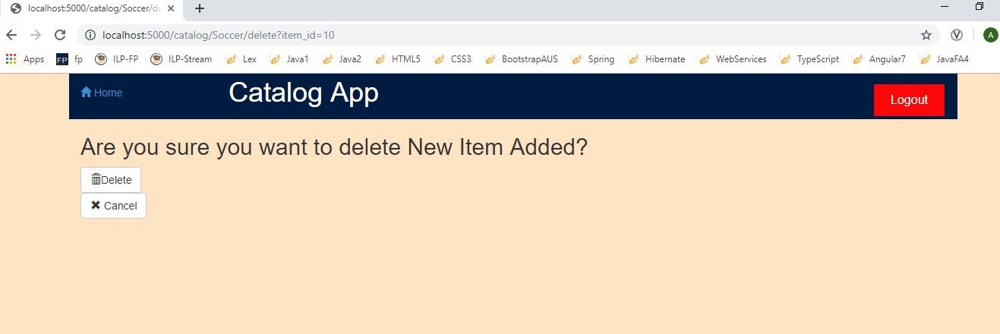 localhost:5000/catalog/Soccer/de
localhost:5000/catalog/Soccer/delete?item_id=10
V
A
Apps FP fp ILP-FP ILP-Stream Lex Java1 Java2 HTML5 CSS3 BootstrapAUS Spring Hibernate WebServices TypeScript Angular7 JavaFA4
Home Catalog App Logout
Are you sure you want to delete New Item Added?
Delete
Cancel